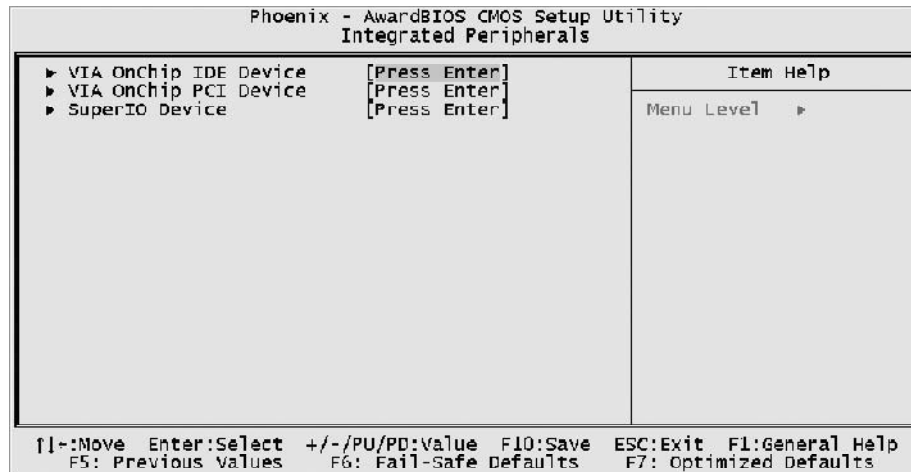 Phoenix - AwardBIOS CMOS Setup Utility
Integrated Peripherals
▶ VIA OnChip IDE Device [Press Enter]
▶ VIA OnChip PCI Device [Press Enter]
▶ SuperIO Device [Press Enter]
Item Help
Menu Level ▶
↑↓←:Move Enter:Select +/-/PU/PD:Value F10:Save ESC:Exit F1:General Help
F5: Previous Values F6: Fail-Safe Defaults F7: Optimized Defaults